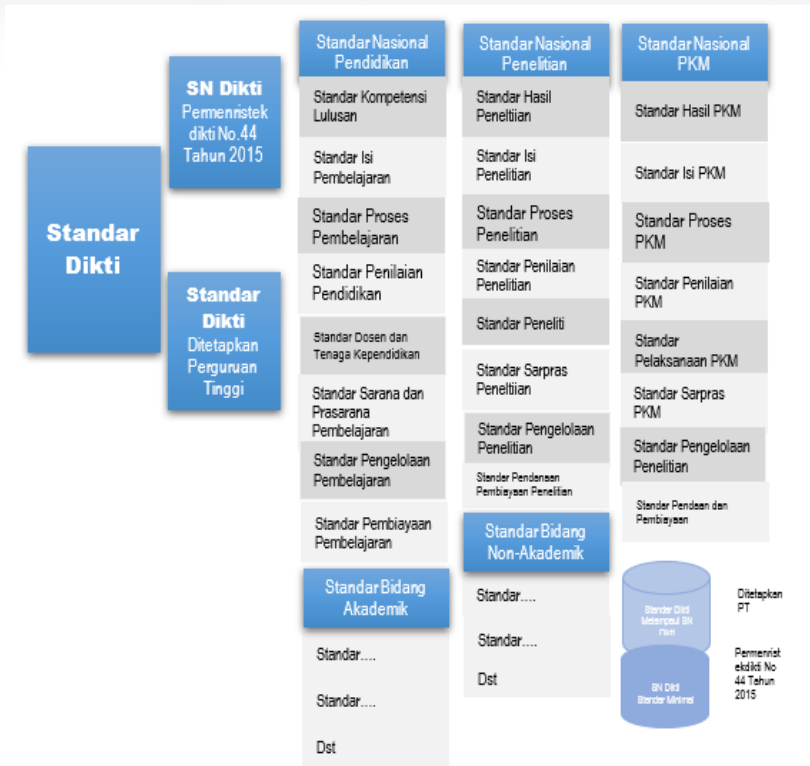 Standar
Dikti
SN Dikti
Permenristek
dikti No.44
Tahun 2015
Standar
Dikti
Ditetapkan
Perguruan
Tinggi
Standar Nasional
Pendidikan
Standar Kompetensi
Lulusan
Standar Isi
Pembelajaran
Standar Proses
Pembelajaran
Standar Penilaian
Pendidikan
Standar Dosen dan
Tenaga Kependidikan
Standar Sarana dan
Prasarana
Pembelajaran
Standar Pengelolaan
Pembelajaran
Standar Pembiayaan
Pembelajaran
Standar Bidang
Akademik
Standar....
Standar....
Dst
Standar Nasional
Penelitian
Standar Hasil
Peneltiian
Standar Isi
Penelitian
Standar Proses
Penelitian
Standar Penilaian
Penelitian
Standar Peneliti
Standar Sarpras
Peneltiian
Standar Pengelolaan
Penelitian
Standar Pendanaan
Pembiayaan Penelitian
Standar Bidang
Non-Akademik
Standar....
Standar....
Dst
Standar Nasional
PKM
Standar Hasil PKM
Standar Isi PKM
Standar Proses
PKM
Standar Penilaian
PKM
Standar
Pelaksanaan PKM
Standar Sarpras
PKM
Standar Pengelolaan
Penelitian
Standar Pendaan dan
Pembiayaan
Standar Dikti
Melampaui SN
Ditetapkan
PT
SN Dikti
Standar Minimal
Permenrist
ekdikti No
44 Tahun
2015